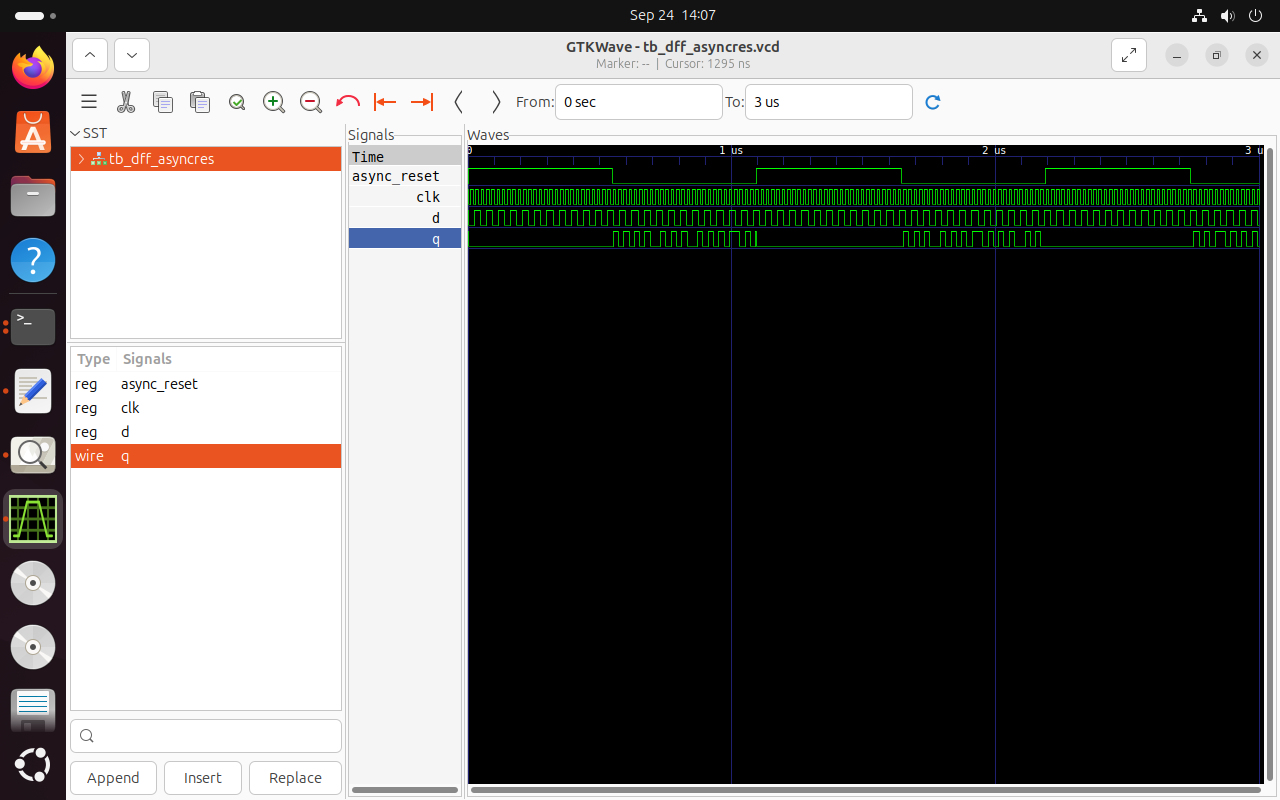 Sep 24 14:07
GTKWave - tb_dff_asyncres.vcd
Marker: -- | Cursor: 1295 ns
From: 0 sec To: 3 us
SST
tb_dff_asyncres
Type Signals
reg async_reset
reg clk
reg d
wire q
Append Insert Replace
Signals
Time
async_reset
clk
d
q
Waves
0 1 us 2 us 3 u